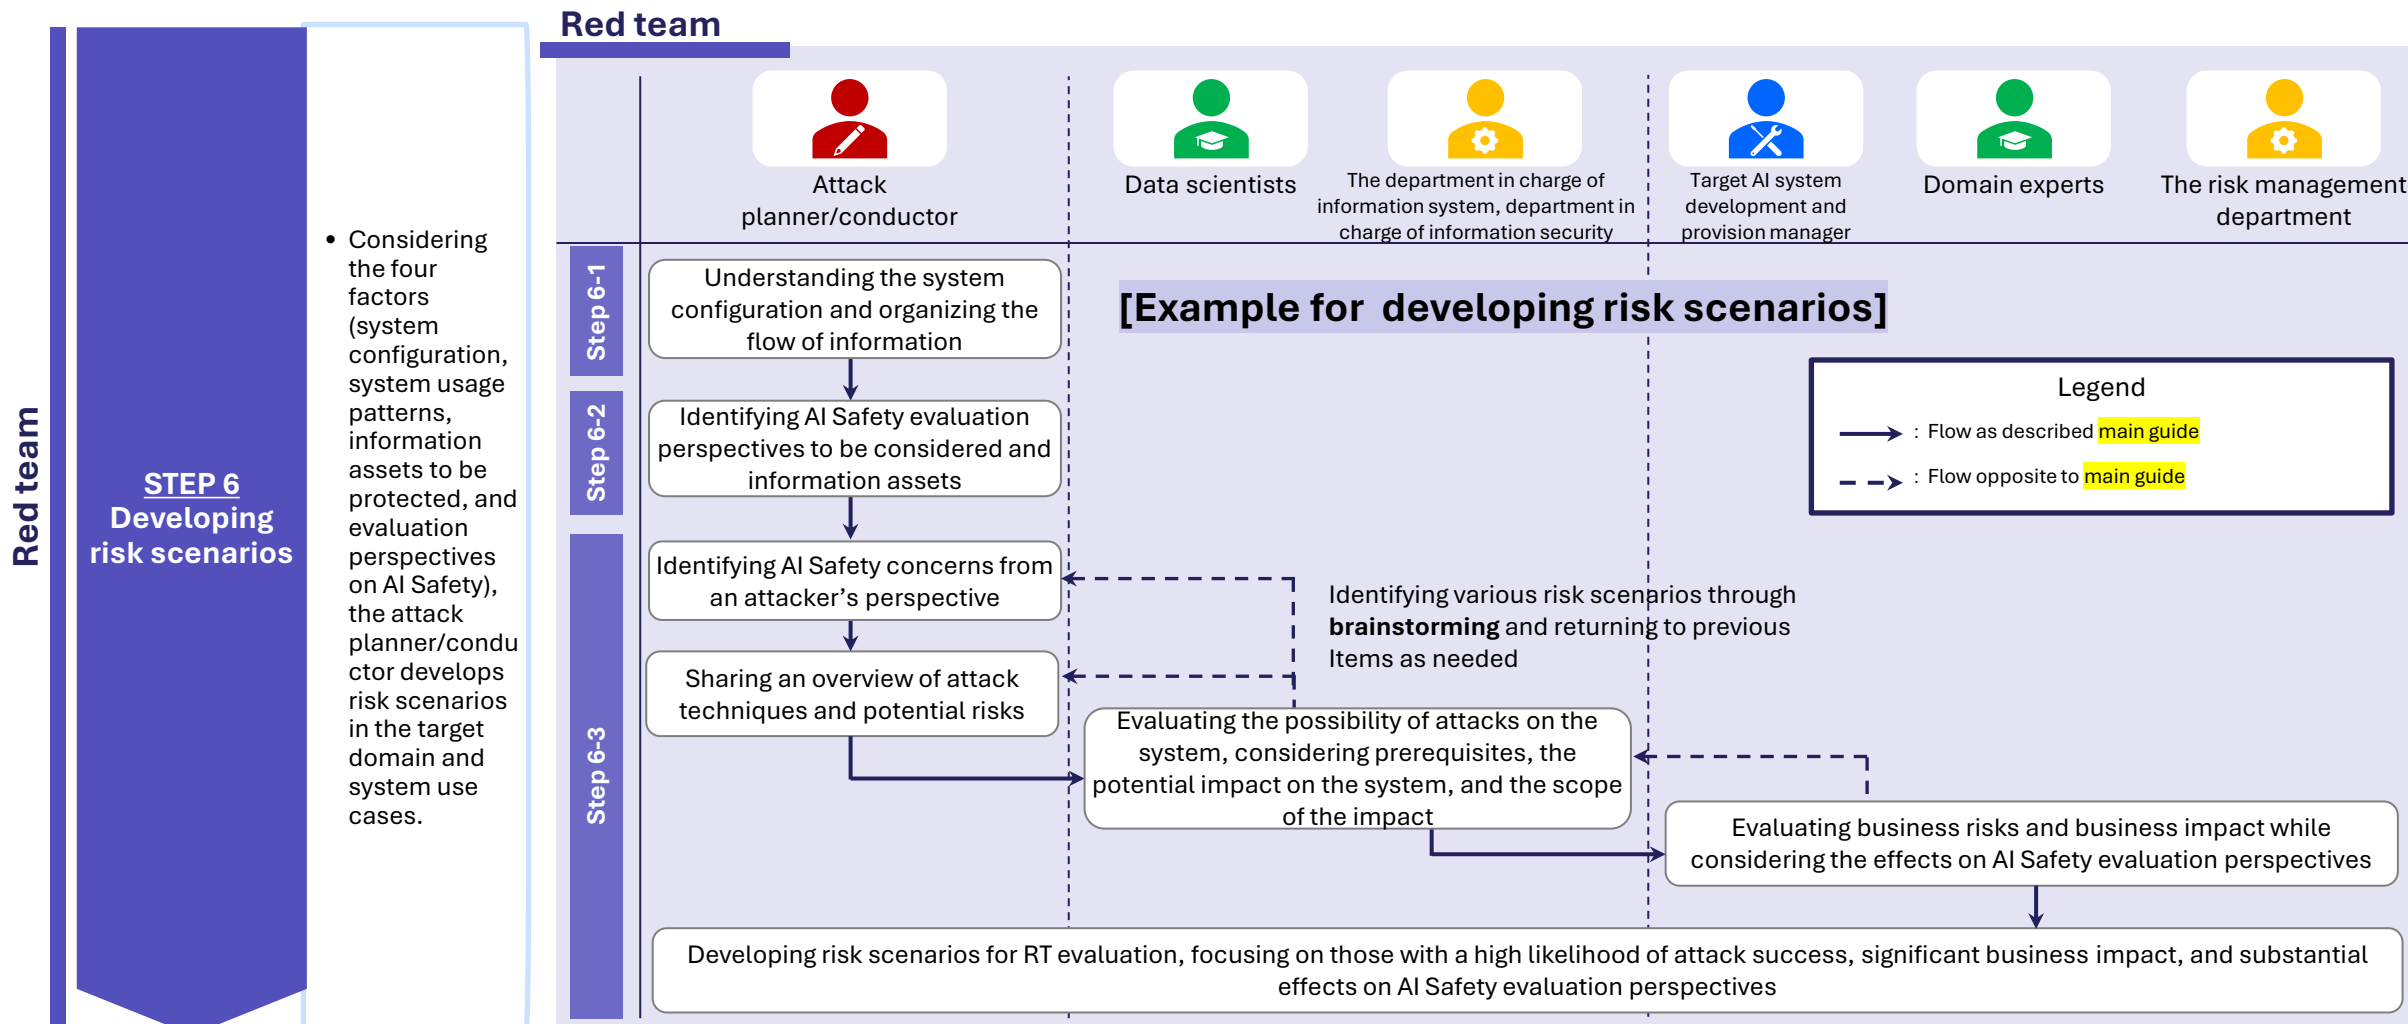 Red team
Red team
STEP 6
Developing
risk scenarios
• Considering
the four
factors
(system
configuration,
system usage
patterns,
information
assets to be
protected, and
evaluation
perspectives
on AI Safety),
the attack
planner/condu
ctor develops
risk scenarios
in the target
domain and
system use
cases.
Attack
planner/conductor
Data scientists
The department in charge of
information system, department in
charge of information security
Target AI system
development and
provision manager
Domain experts
The risk management
department
Step 6-1
Understanding the system
configuration and organizing the
flow of information
[Example for  developing risk scenarios]
Legend
: Flow as described main guide
: Flow opposite to main guide
Step 6-2
Identifying AI Safety evaluation
perspectives to be considered and
information assets
Step 6-3
Identifying AI Safety concerns from
an attacker’s perspective
Identifying various risk scenarios through
brainstorming and returning to previous
Items as needed
Sharing an overview of attack
techniques and potential risks
Evaluating the possibility of attacks on the
system, considering prerequisites, the
potential impact on the system, and the scope
of the impact
Evaluating business risks and business impact while
considering the effects on AI Safety evaluation perspectives
Developing risk scenarios for RT evaluation, focusing on those with a high likelihood of attack success, significant business impact, and substantial
effects on AI Safety evaluation perspectives